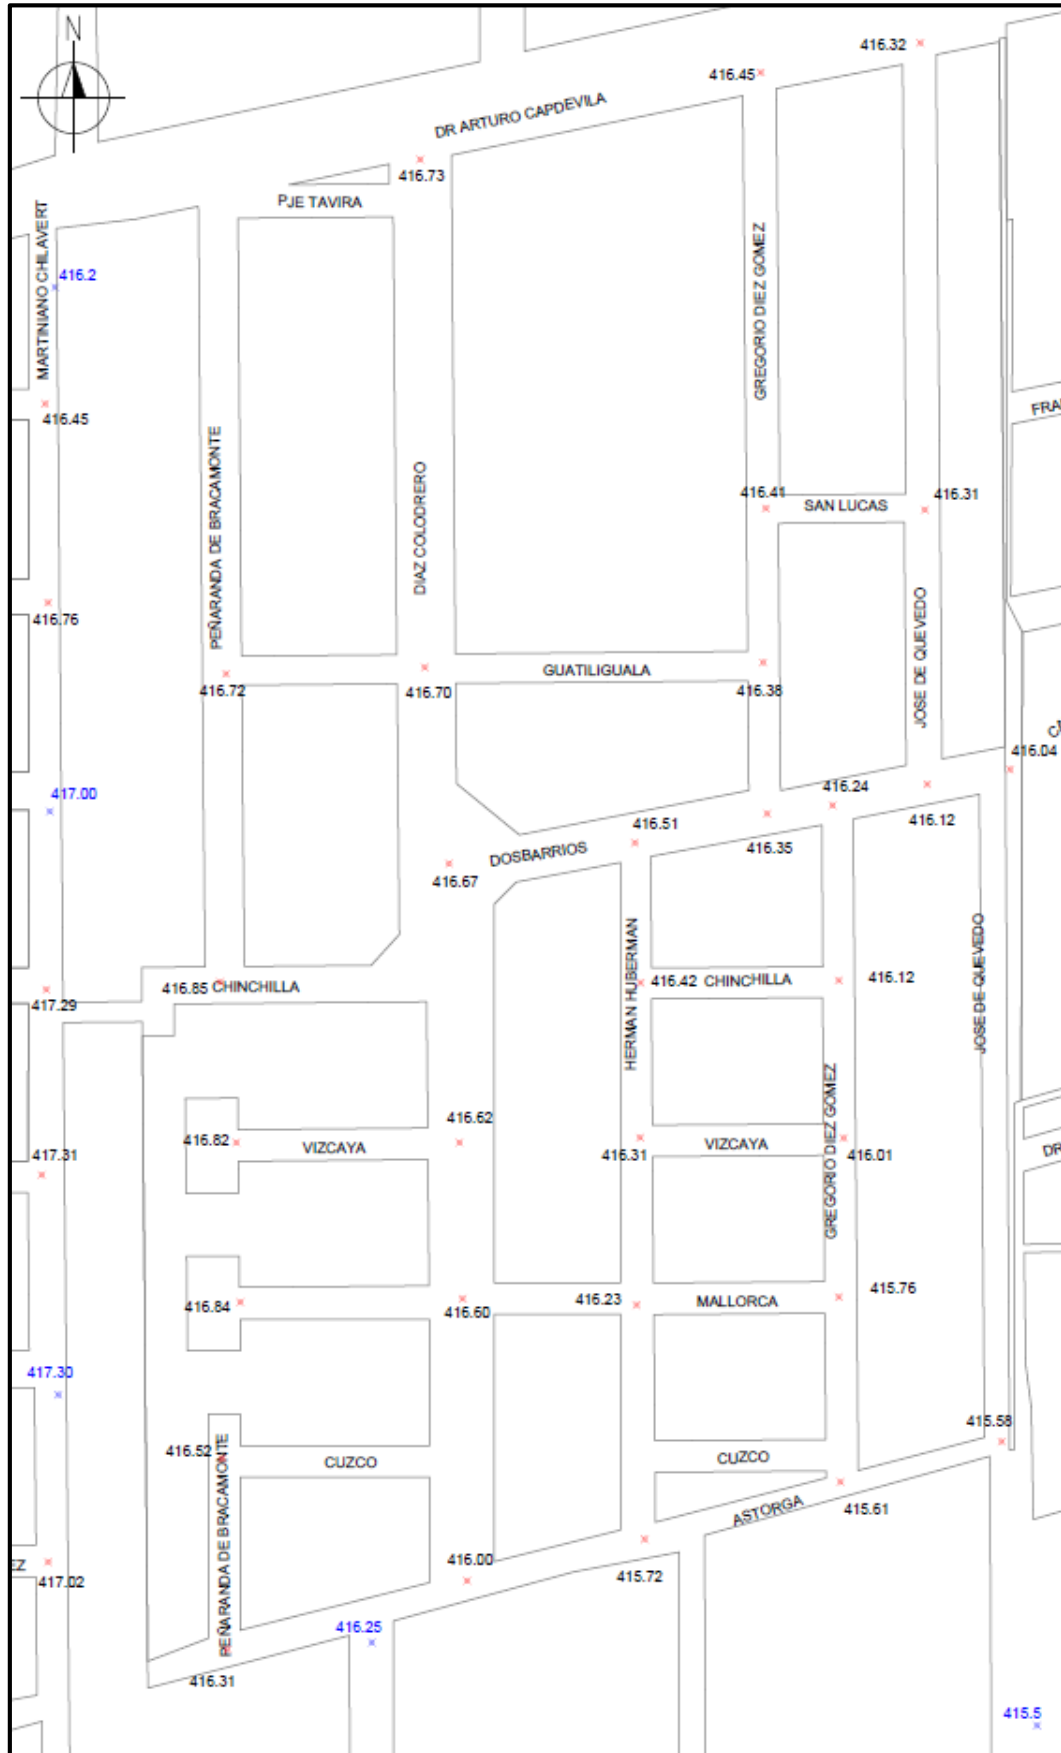 N
416.32
416.45
DR ARTURO CAPDEVILA
416.73
PJE TAVIRA
MARTINIANO CHILAVERT
416.2
GREGORIO DIEZ GOMEZ
416.45
FRA
PEÑARANDA DE BRACAMONTE
DIAZ COLODRERO
416.41
SAN LUCAS
416.31
416.76
JOSE DE QUEVEDO
416.72
416.70
GUATILIGUALA
416.38
416.04
417.00
416.24
416.51
416.12
416.35
DOSBARRIOS
416.67
HERMAN HUBERMAN
JOSE DE QUEVEDO
416.85
CHINCHILLA
416.42
CHINCHILLA
416.12
417.29
416.62
GREGORIO DIEZ GOMEZ
416.82
VIZCAYA
416.31
VIZCAYA
416.01
417.31
DR
416.84
416.60
416.23
MALLORCA
415.76
417.30
415.58
416.52
CUZCO
CUZCO
PEÑARANDA DE BRACAMONTE
ASTORGA
415.61
EZ
417.02
416.00
415.72
416.25
416.31
415.5